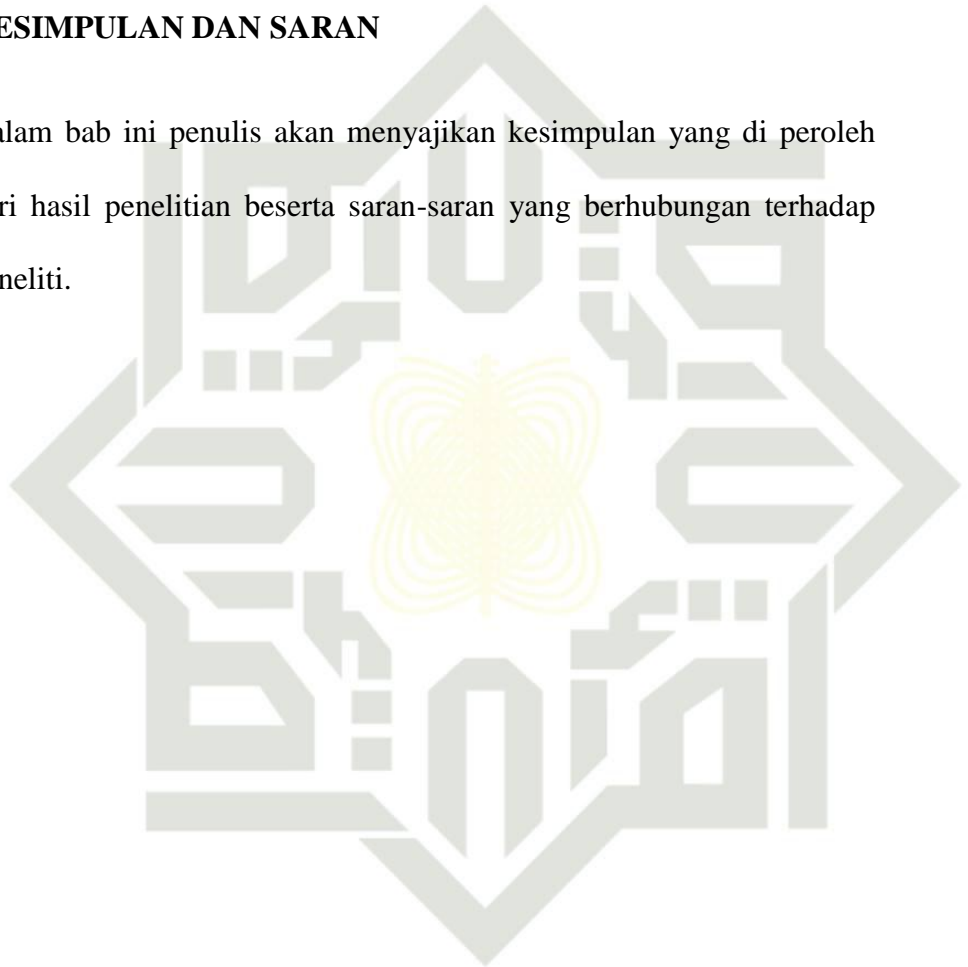 ESIMPULAN DAN SARAN
alam bab ini penulis akan menyajikan kesimpulan yang di peroleh
ri hasil penelitian beserta saran-saran yang berhubungan terhadap
neliti.